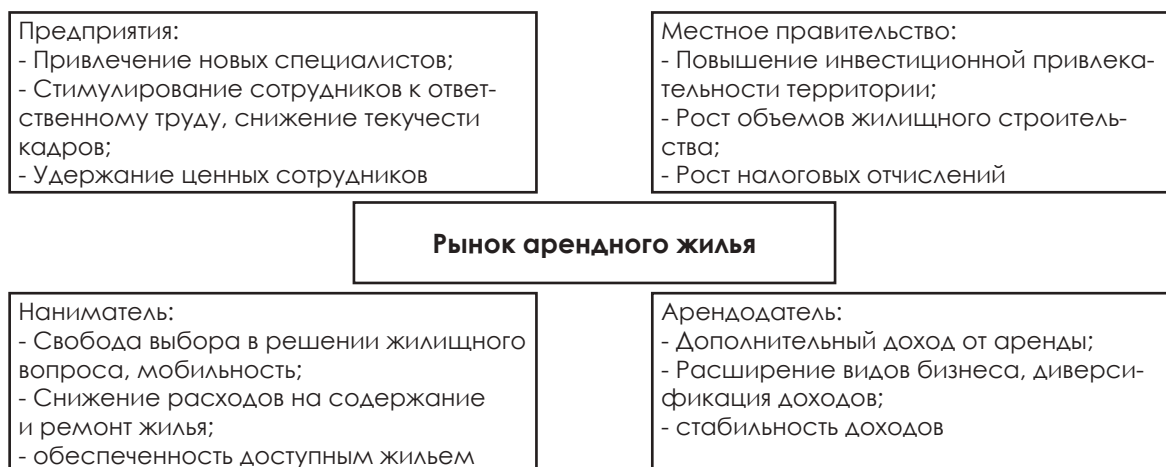 Предприятия:
- Привлечение новых специалистов;
- Стимулирование сотрудников к ответ-
ственному труду, снижение текучести
кадров;
- Удержание ценных сотрудников
Местное правительство:
- Повышение инвестиционной привлека-
тельности территории;
- Рост объемов жилищного строитель-
ства;
- Рост налоговых отчислений
Рынок арендного жилья
Наниматель:
- Свобода выбора в решении жилищного
вопроса, мобильность;
- Снижение расходов на содержание
и ремонт жилья;
- обеспеченность доступным жильем
Арендодатель:
- Дополнительный доход от аренды;
- Расширение видов бизнеса, диверси-
фикация доходов;
- стабильность доходов